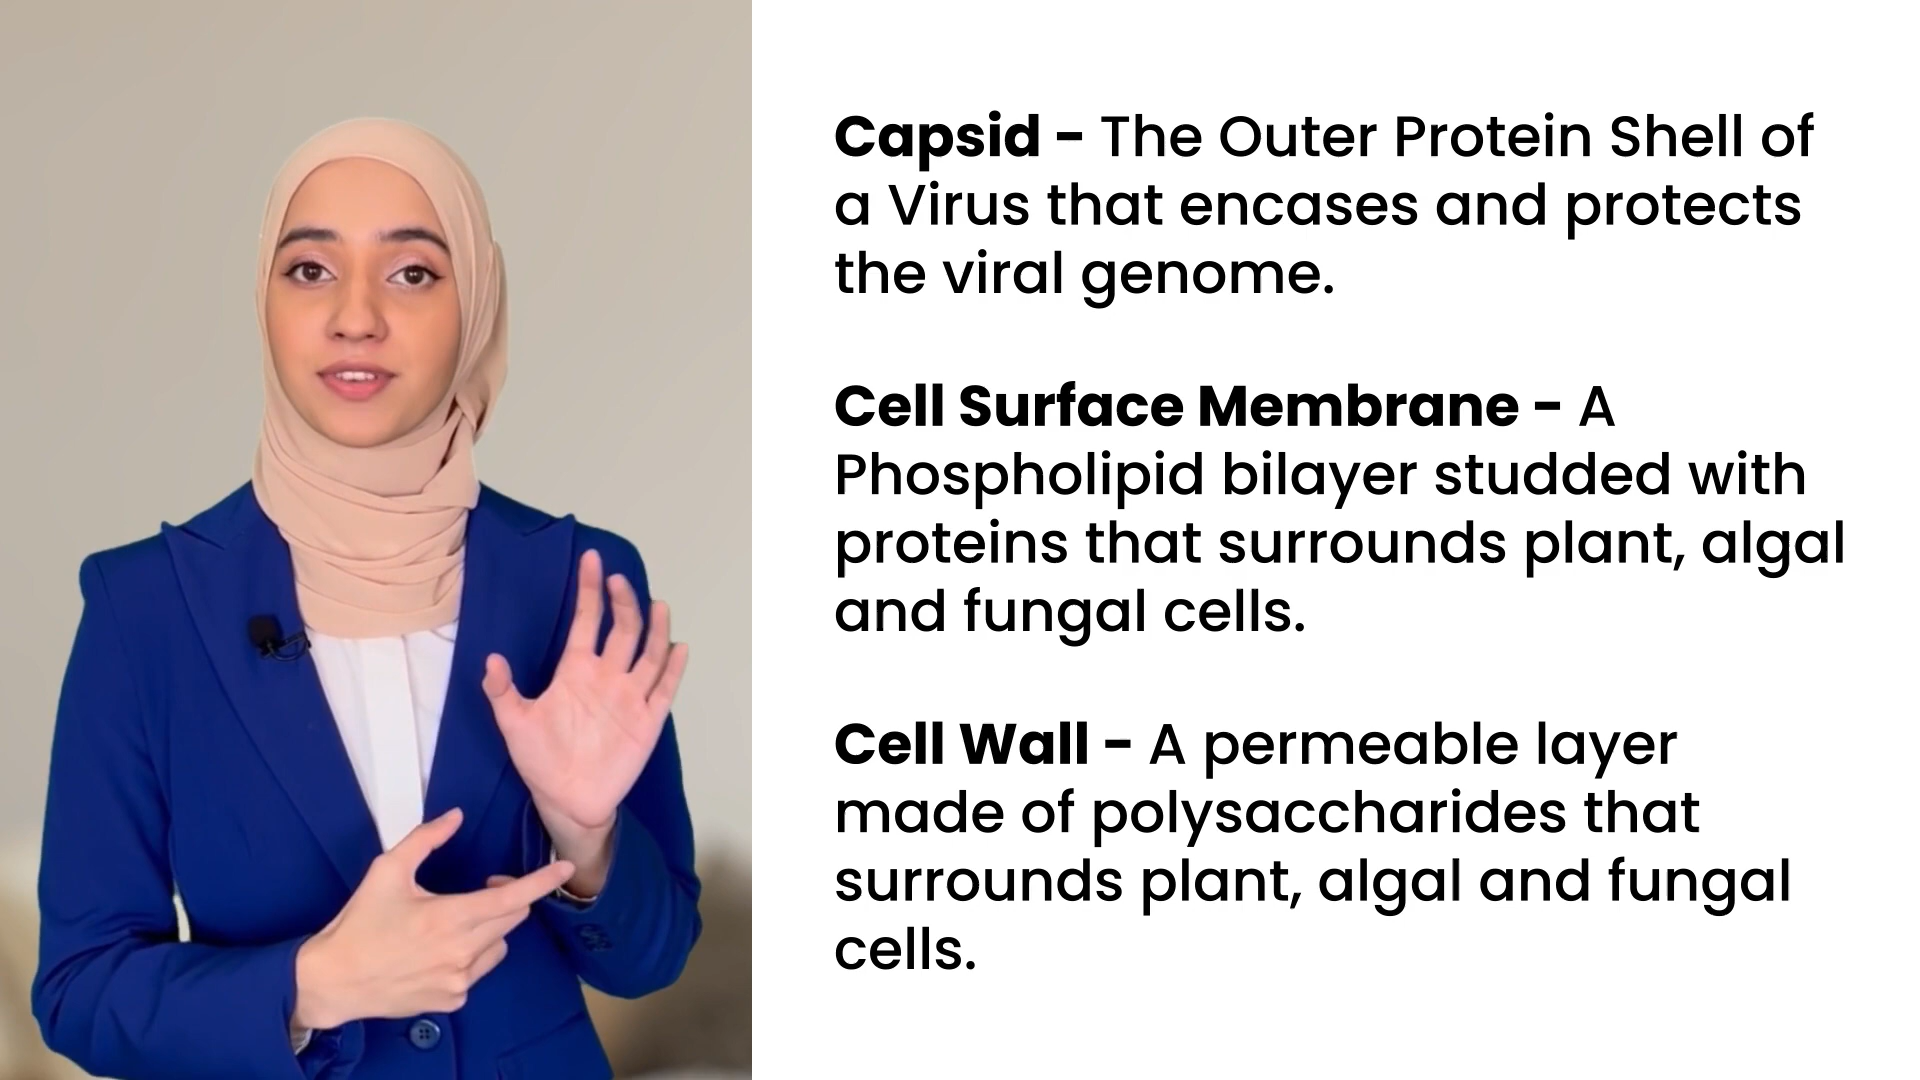 Capsid - The Outer Protein Shell of
a Virus that encases and protects
the viral genome.
Cell Surface Membrane - A
Phospholipid bilayer studded with
proteins that surrounds plant, algal
and fungal cells.
Cell Wall - A permeable layer
made of polysaccharides that
surrounds plant, algal and fungal
cells.